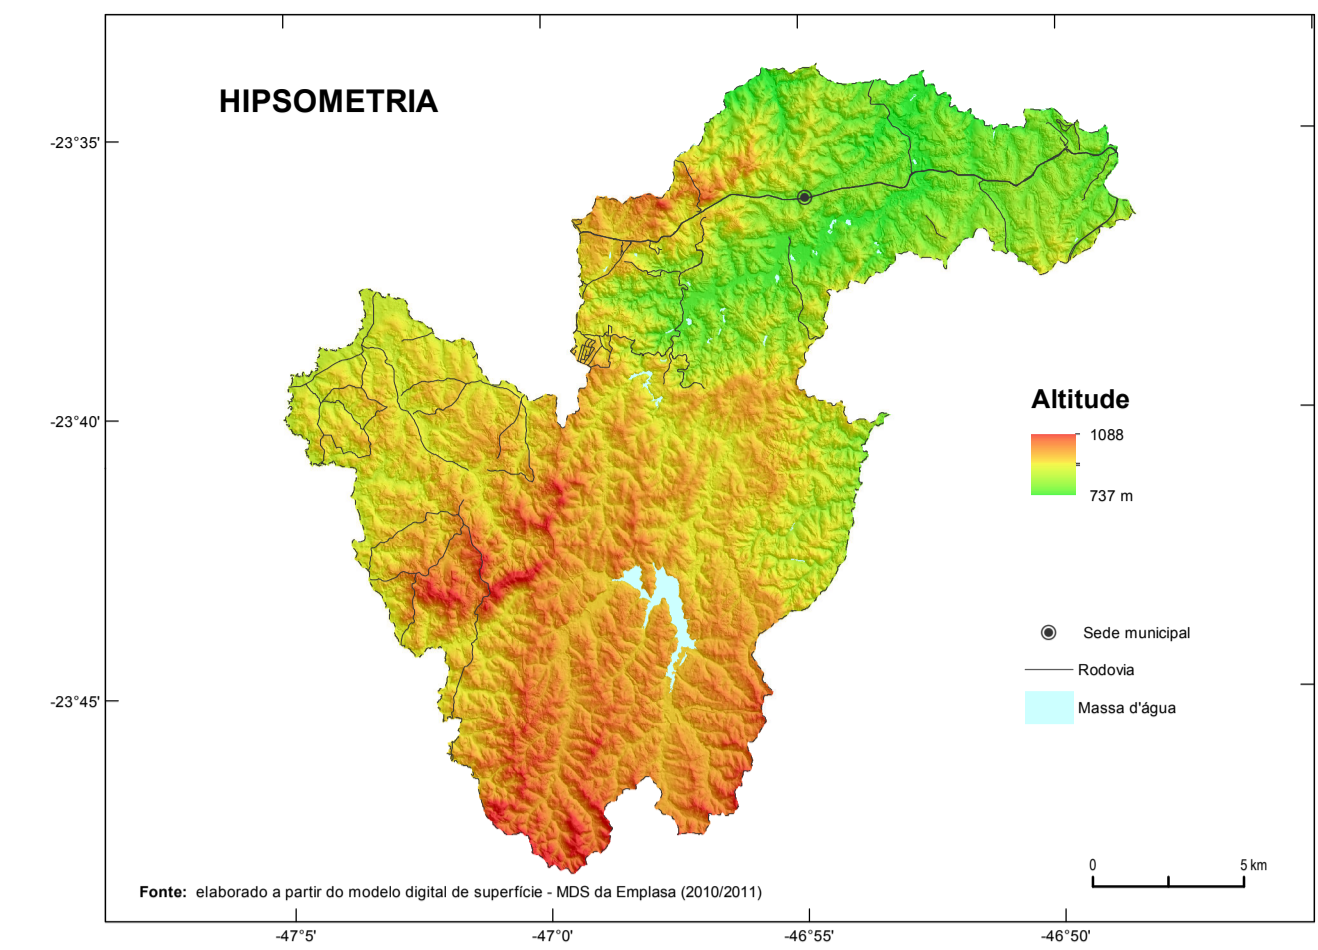 HIPSOMETRIA
-23°35'
-23°40'
-23°45'
Altitude
1088
737 m
Sede municipal
Rodovia
Massa d'água
0 5 km
Fonte: elaborado a partir do modelo digital de superfície - MDS da Emplasa (2010/2011)
-47°5' -47°0' -46°55' -46°50'